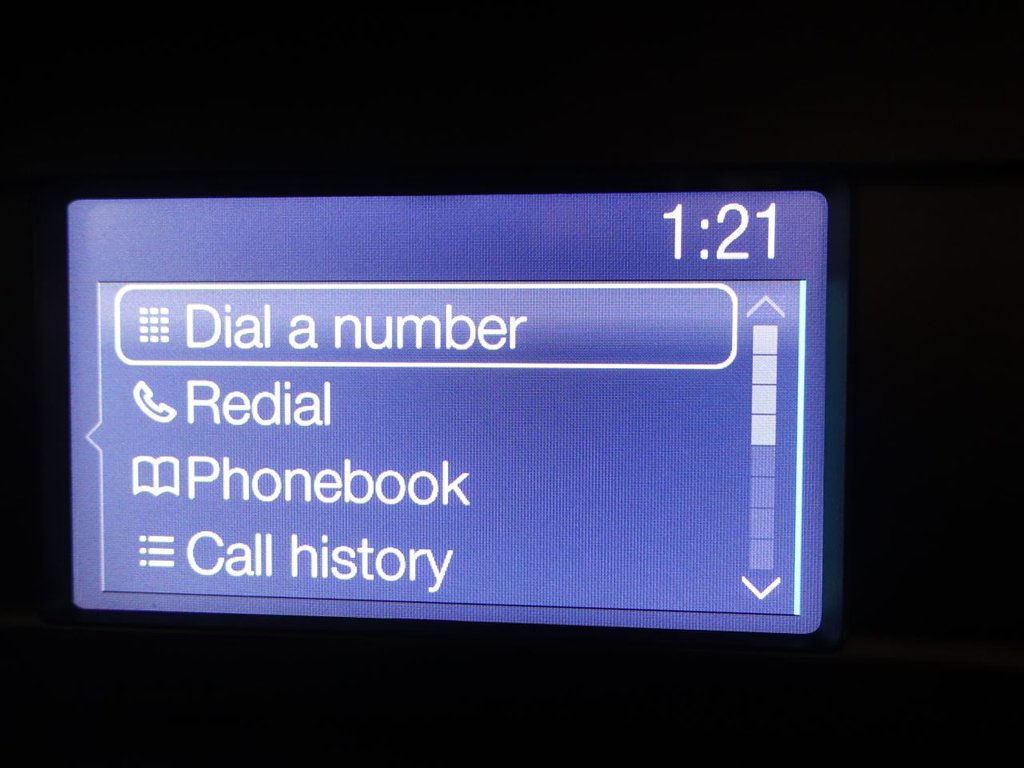 1:21
Dial a number
Redial
Phonebook
Call history